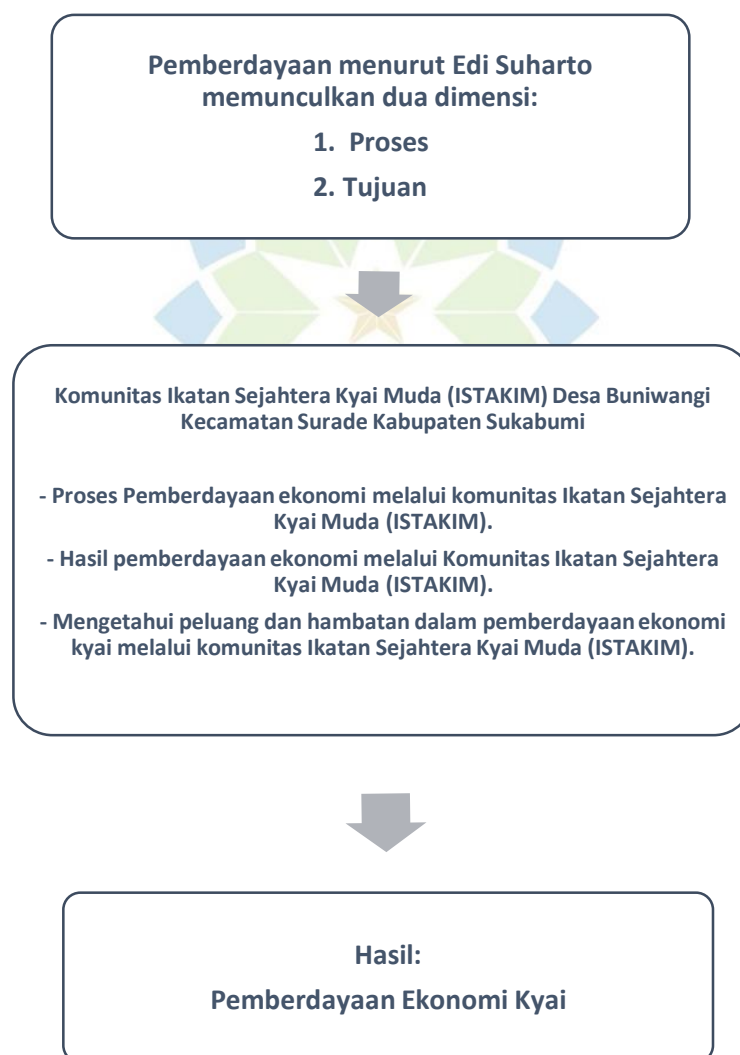 Pemberdayaan menurut Edi Suharto
memunculkan dua dimensi:
1. Proses
2. Tujuan
Komunitas Ikatan Sejahtera Kyai Muda (ISTAKIM) Desa Buniwangi
Kecamatan Surade Kabupaten Sukabumi
- Proses Pemberdayaan ekonomi melalui komunitas Ikatan Sejahtera
Kyai Muda (ISTAKIM).
- Hasil pemberdayaan ekonomi melalui Komunitas Ikatan Sejahtera
Kyai Muda (ISTAKIM).
- Mengetahui peluang dan hambatan dalam pemberdayaan ekonomi
kyai melalui komunitas Ikatan Sejahtera Kyai Muda (ISTAKIM).
Hasil:
Pemberdayaan Ekonomi Kyai